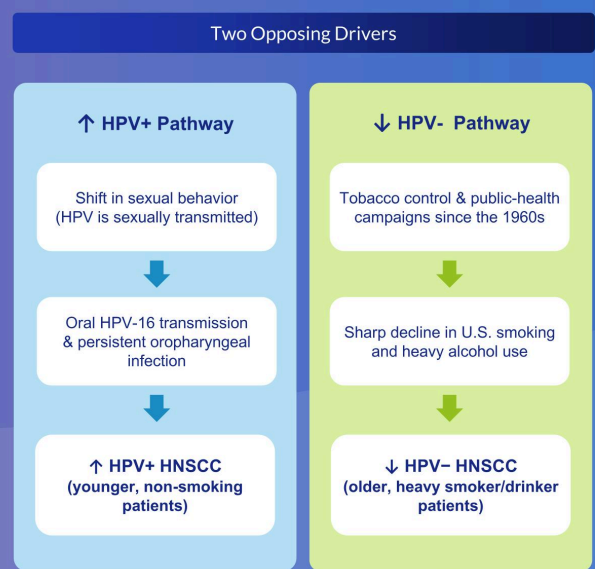 Two Opposing Drivers
↑ HPV+ Pathway
Shift in sexual behavior
(HPV is sexually transmitted)
Oral HPV-16 transmission
& persistent oropharyngeal
infection
↑ HPV+ HNSCC
(younger, non-smoking
patients)
↓ HPV- Pathway
Tobacco control & public-health
campaigns since the 1960s
Sharp decline in U.S. smoking
and heavy alcohol use
↓ HPV− HNSCC
(older, heavy smoker/drinker
patients)